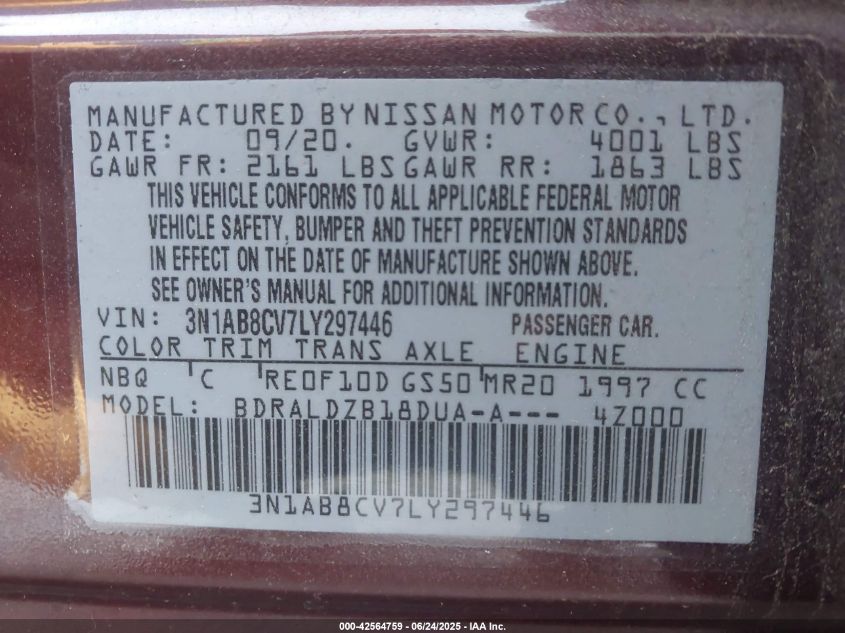 MANUFACTURED BY NISSAN MOTOR CO., LTD.
DATE: 09/20. GVWR: 4001 LBS
GAWR FR: 2161 LBS GAWR RR: 1863 LBS
THIS VEHICLE CONFORMS TO ALL APPLICABLE FEDERAL MOTOR
VEHICLE SAFETY, BUMPER AND THEFT PREVENTION STANDARDS
IN EFFECT ON THE DATE OF MANUFACTURE SHOWN ABOVE.
SEE OWNER'S MANUAL FOR ADDITIONAL INFORMATION.
VIN: 3N1AB8CV7LY297446 PASSENGER CAR.
COLOR TRIM TRANS AXLE ENGINE
NBQ C RE0F10D GS50 MR20 1997 CC
MODEL: BDRALDZB18DUA-A--- 4Z000
3N1AB8CV7LY297446
000-42564759 - 06/24/2025 - IAA Inc.